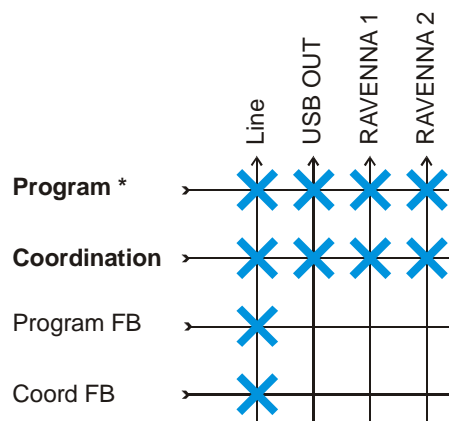 Line
USB OUT
RAVENNA 1
RAVENNA 2
Program *
Coordination
Program FB
Coord FB